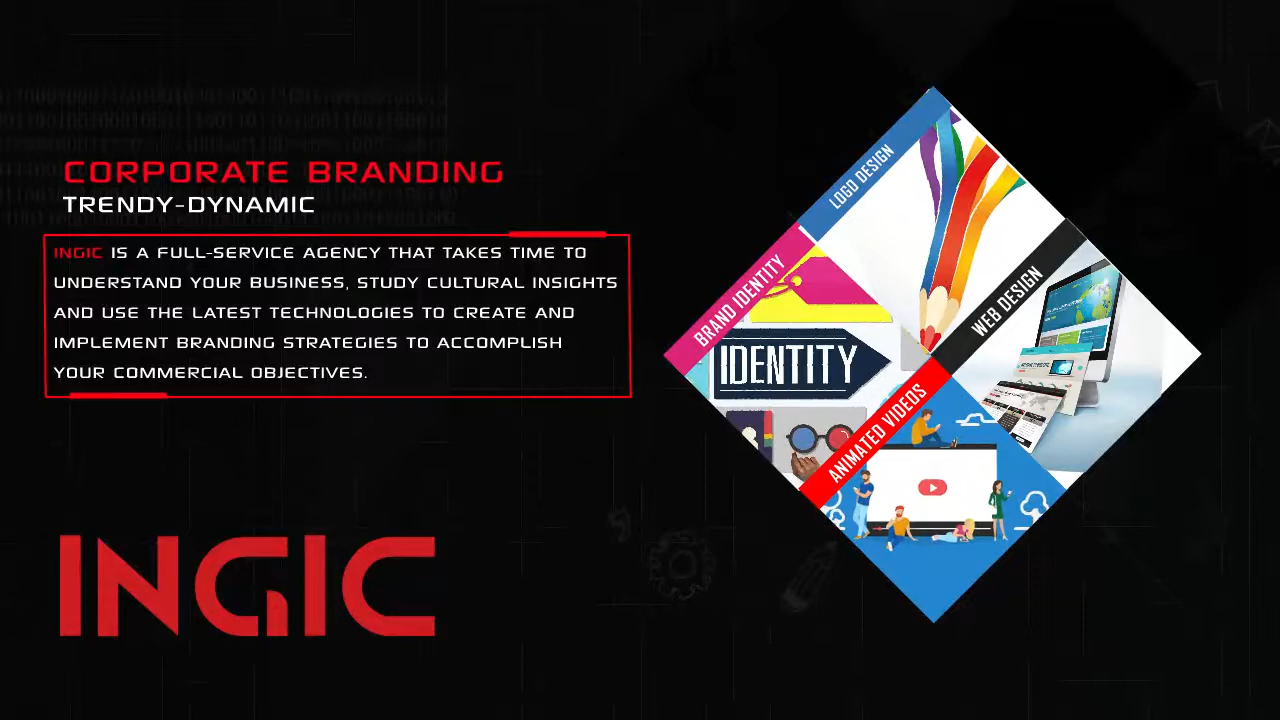 CORPORATE BRANDING
TRENDY-DYNAMIC
INGIC IS A FULL-SERVICE AGENCY THAT TAKES TIME TO
UNDERSTAND YOUR BUSINESS, STUDY CULTURAL INSIGHTS
AND USE THE LATEST TECHNOLOGIES TO CREATE AND
IMPLEMENT BRANDING STRATEGIES TO ACCOMPLISH
YOUR COMMERCIAL OBJECTIVES.
INGIC
LOGO DESIGN
BRAND IDENTITY
IDENTITY
WEB DESIGN
ANIMATED VIDEOS